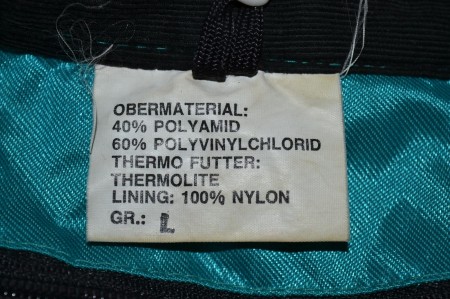 OBERMATERIAL:
40% POLYAMID
60% POLYVINYLCHLORID
THERMO FUTTER:
THERMOLITE
LINING: 100% NYLON
GR.: L